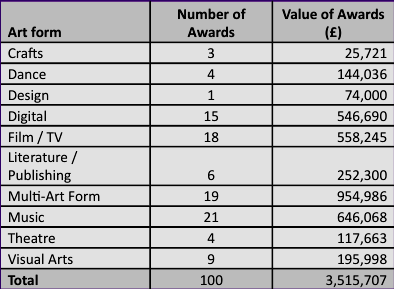 Art form Number of Awards Value of Awards (£)
Crafts 3 25,721
Dance 4 144,036
Design 1 74,000
Digital 15 546,690
Film / TV 18 558,245
Literature /
Publishing 6 252,300
Multi-Art Form 19 954,986
Music 21 646,068
Theatre 4 117,663
Visual Arts 9 195,998
Total 100 3,515,707